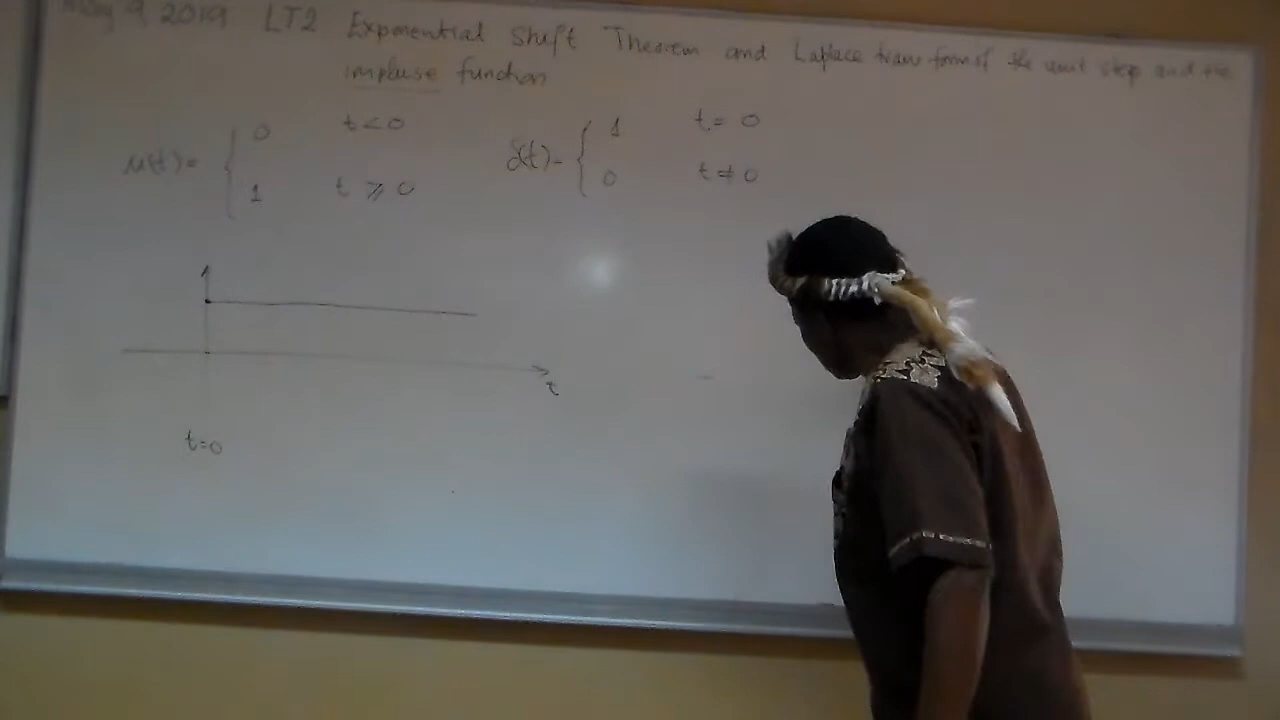 May 9, 2019 LT2 Exponential Shift Theorem and Laplace transform of the unit step and the
impluse function
u(t) = { 0 t < 0
1 t ⩾ 0
δ(t) = { 1 t = 0
0 t ≠ 0
t
t=0